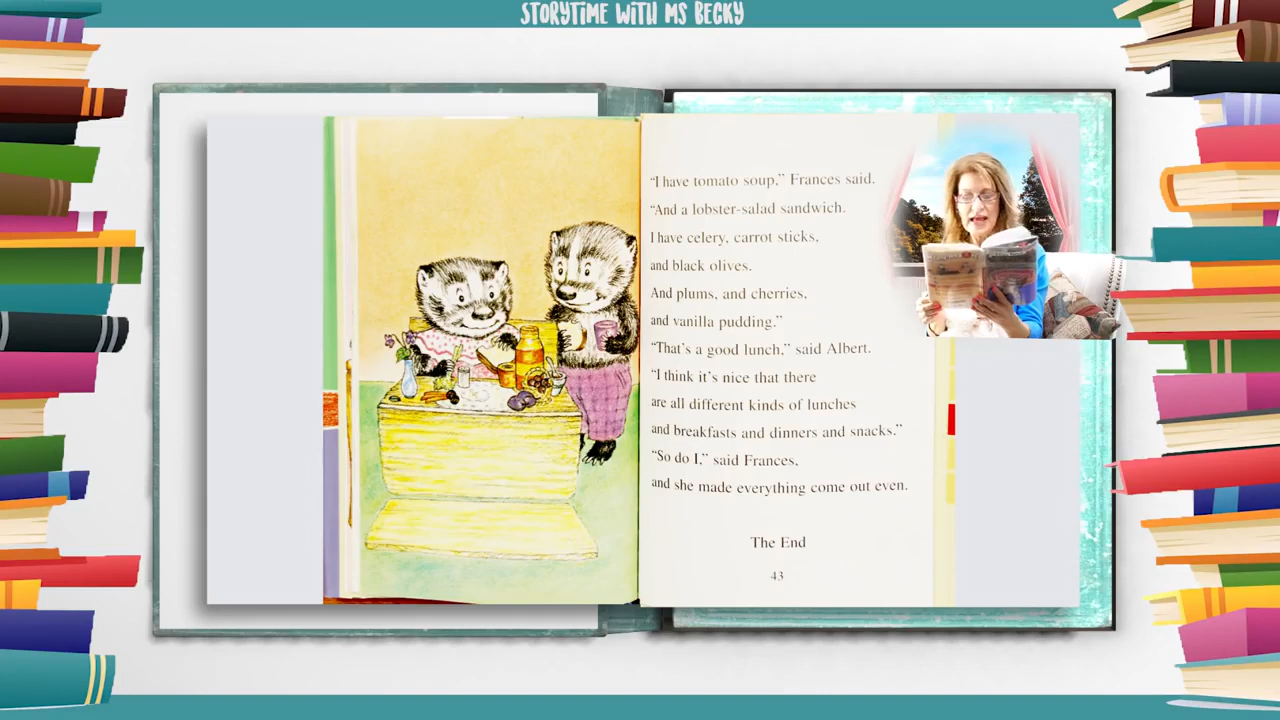 STORYTIME WITH MS BECKY
“I have tomato soup,” Frances said.
“And a lobster-salad sandwich.
I have celery, carrot sticks,
and black olives.
And plums, and cherries,
and vanilla pudding.”
“That’s a good lunch,” said Albert.
“I think it’s nice that there
are all different kinds of lunches
and breakfasts and dinners and snacks.”
“So do I,” said Frances,
and she made everything come out even.
The End
43